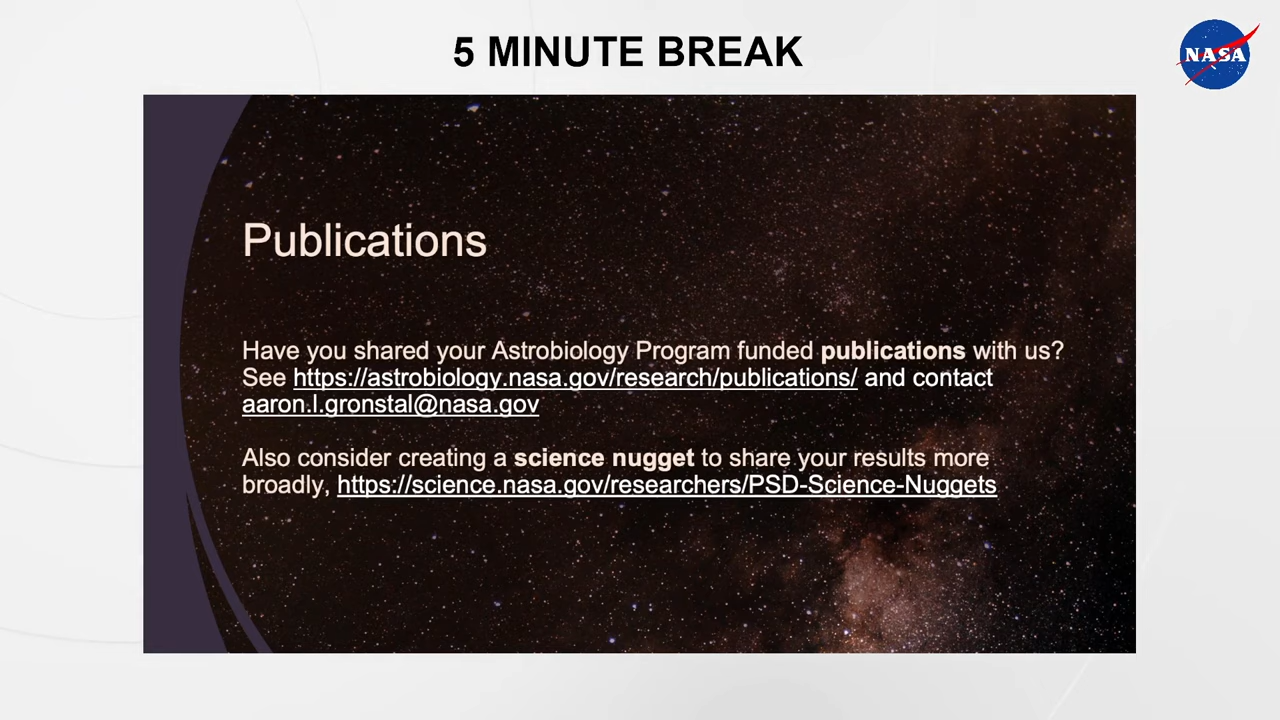 5 MINUTE BREAK
NASA
Publications
Have you shared your Astrobiology Program funded publications with us?
See https://astrobiology.nasa.gov/research/publications/ and contact
aaron.l.gronstal@nasa.gov
Also consider creating a science nugget to share your results more
broadly, https://science.nasa.gov/researchers/PSD-Science-Nuggets